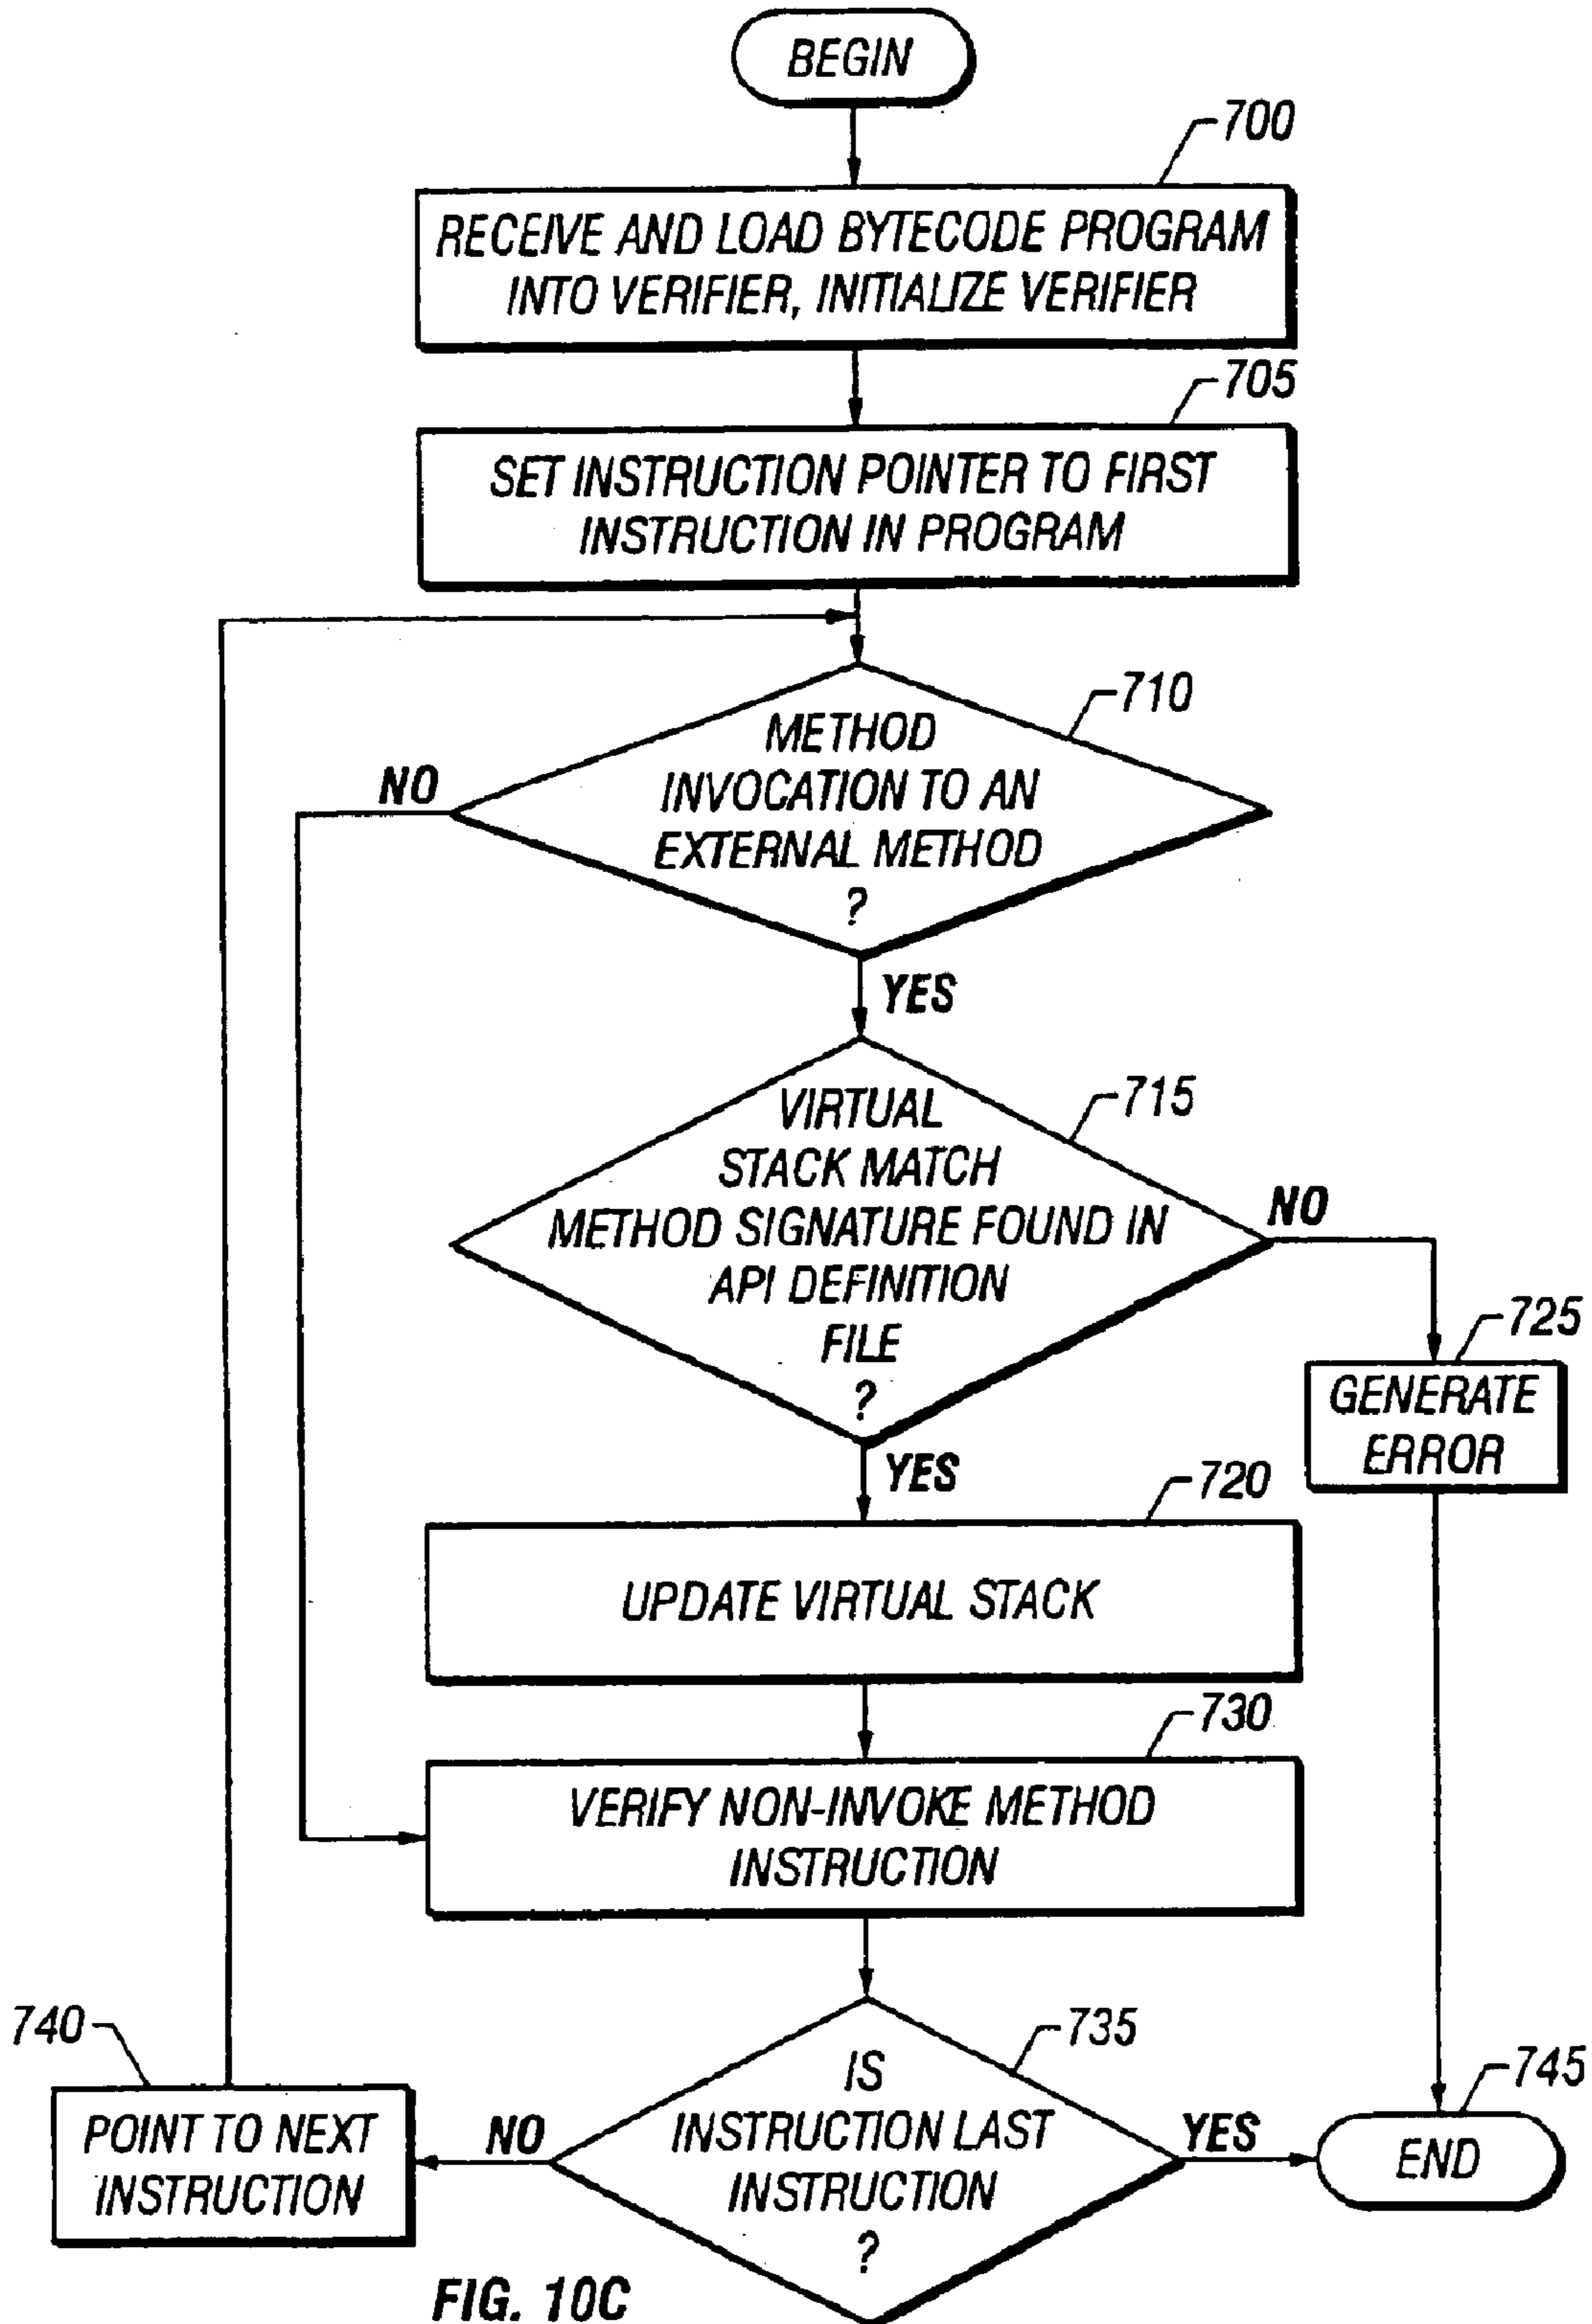 BEGIN
700
RECEIVE AND LOAD BYTECODE PROGRAM
INTO VERIFIER, INITIALIZE VERIFIER
705
SET INSTRUCTION POINTER TO FIRST
INSTRUCTION IN PROGRAM
710
METHOD
INVOCATION TO AN
EXTERNAL METHOD
?
NO
YES
715
VIRTUAL
STACK MATCH
METHOD SIGNATURE FOUND IN
API DEFINITION
FILE
?
NO
725
GENERATE
ERROR
YES
720
UPDATE VIRTUAL STACK
730
VERIFY NON-INVOKE METHOD
INSTRUCTION
735
IS
INSTRUCTION LAST
INSTRUCTION
?
NO
740
POINT TO NEXT
INSTRUCTION
YES
745
END
FIG. 10C